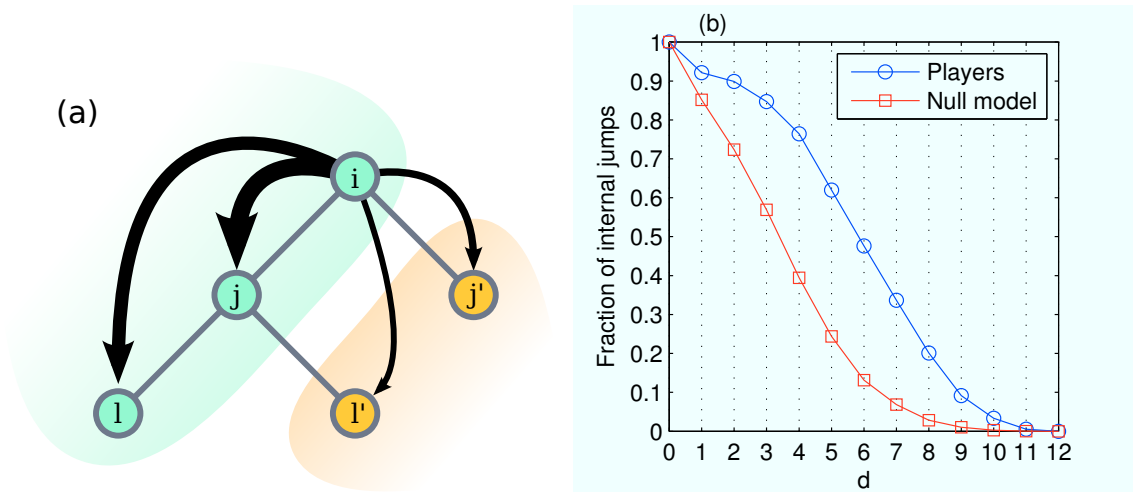 (a)
i
j
j'
l
l'
(b)
Players
Null model
Fraction of internal jumps
1
0.9
0.8
0.7
0.6
0.5
0.4
0.3
0.2
0.1
0
0 1 2 3 4 5 6 7 8 9 10 11 12
d